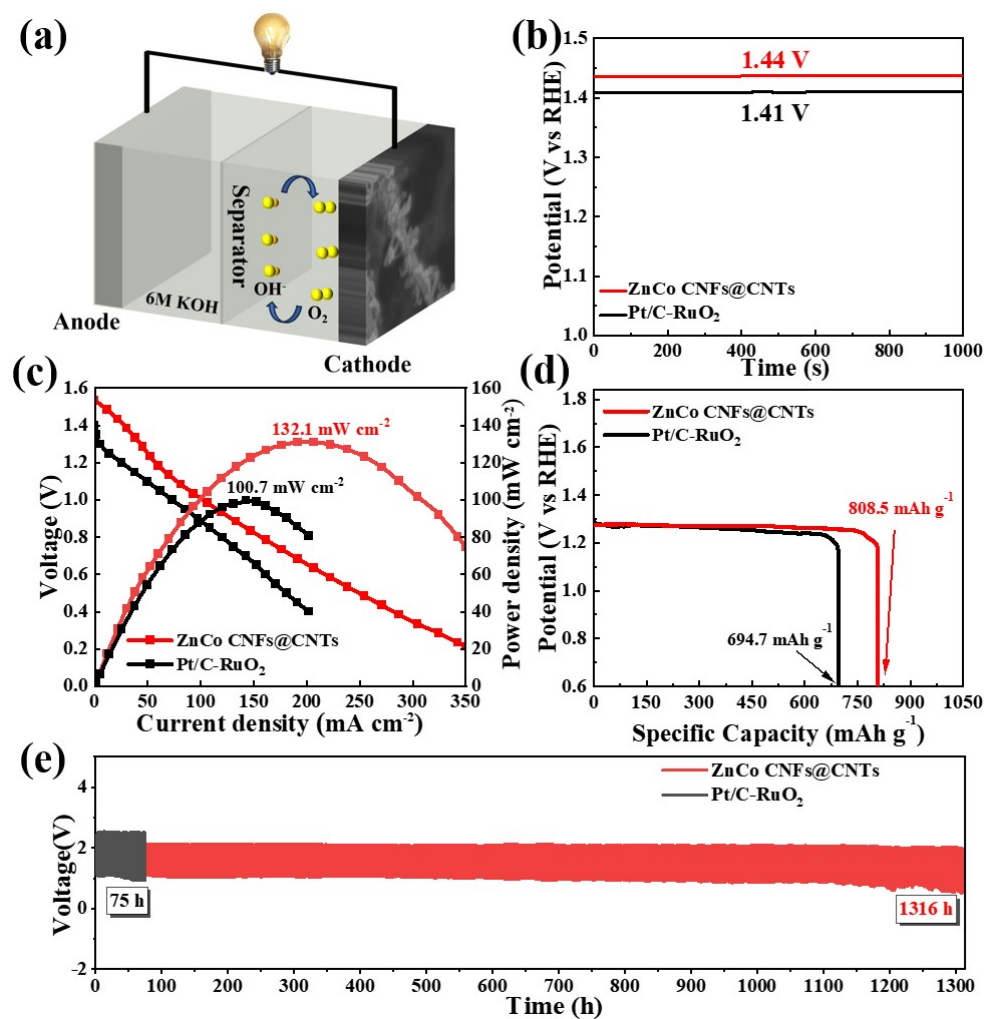 (a)
Separator
OH⁻
O₂
6M KOH
Anode
Cathode
(b)
Potential (V vs RHE)
1.5
1.4
1.3
1.2
1.1
1.0
1.44 V
1.41 V
ZnCo CNFs@CNTs
Pt/C-RuO₂
0 200 400 600 800 1000
Time (s)
(c)
Voltage (V)
1.6
1.4
1.2
1.0
0.8
0.6
0.4
0.2
0.0
132.1 mW cm⁻²
100.7 mW cm⁻²
ZnCo CNFs@CNTs
Pt/C-RuO₂
160
140
120
100
80
60
40
20
0
Power density (mW cm⁻²)
0 50 100 150 200 250 300 350
Current density (mA cm⁻²)
(d)
Potential (V vs RHE)
1.8
1.6
1.4
1.2
1.0
0.8
0.6
ZnCo CNFs@CNTs
Pt/C-RuO₂
808.5 mAh g⁻¹
694.7 mAh g⁻¹
0 150 300 450 600 750 900 1050
Specific Capacity (mAh g⁻¹)
(e)
Voltage(V)
4
2
0
-2
ZnCo CNFs@CNTs
Pt/C-RuO₂
75 h
1316 h
0 100 200 300 400 500 600 700 800 900 1000 1100 1200 1300
Time (h)